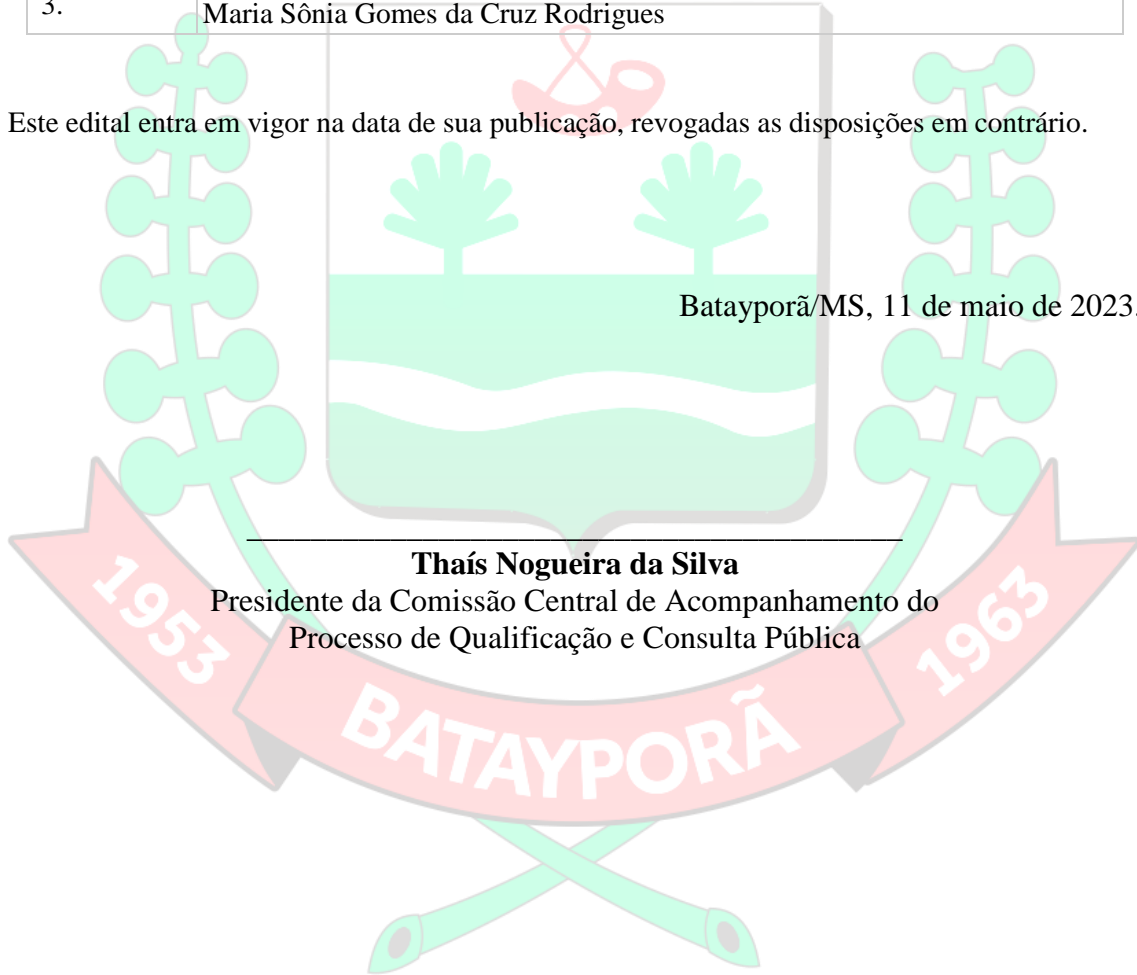 3. Maria Sônia Gomes da Cruz Rodrigues
Este edital entra em vigor na data de sua publicação, revogadas as disposições em contrário.
Batayporã/MS, 11 de maio de 2023.
Thaís Nogueira da Silva
Presidente da Comissão Central de Acompanhamento do
Processo de Qualificação e Consulta Pública
1953
BATAYPORÃ
1963